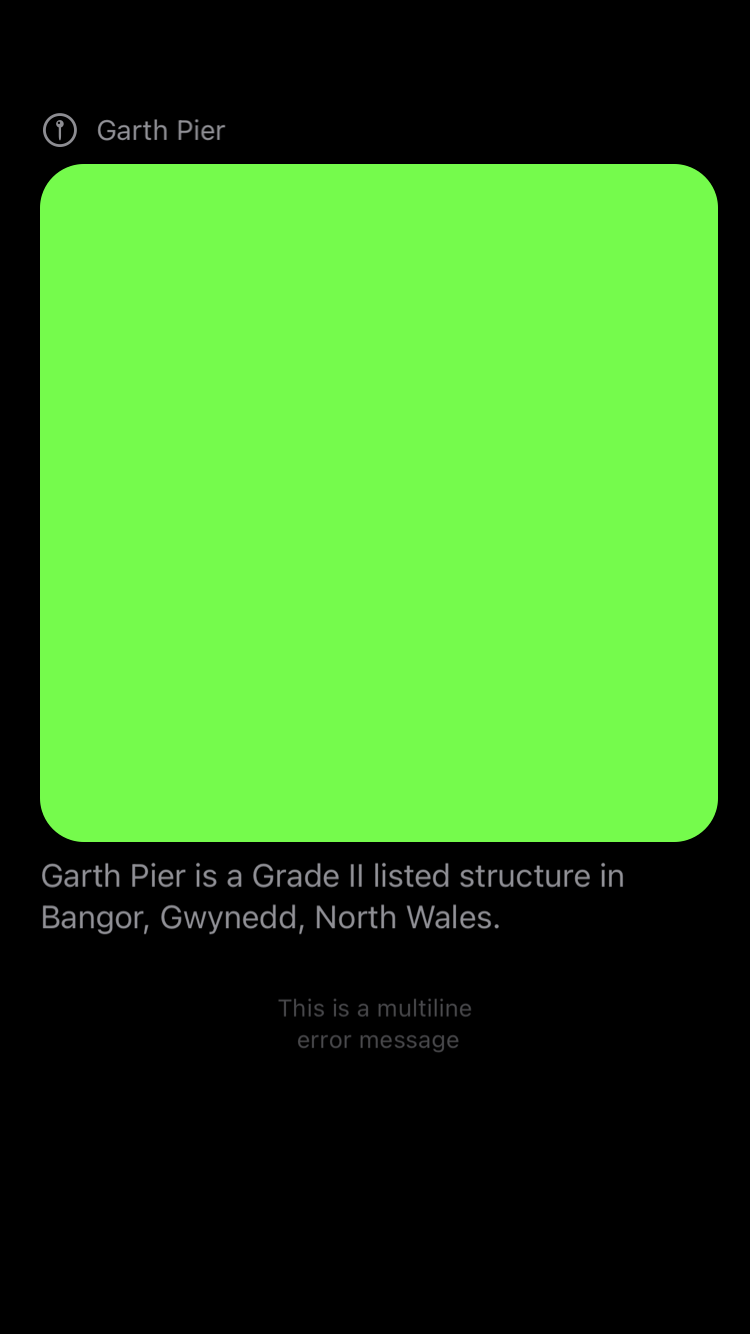 Garth Pier
Garth Pier is a Grade II listed structure in
Bangor, Gwynedd, North Wales.
This is a multiline
error message